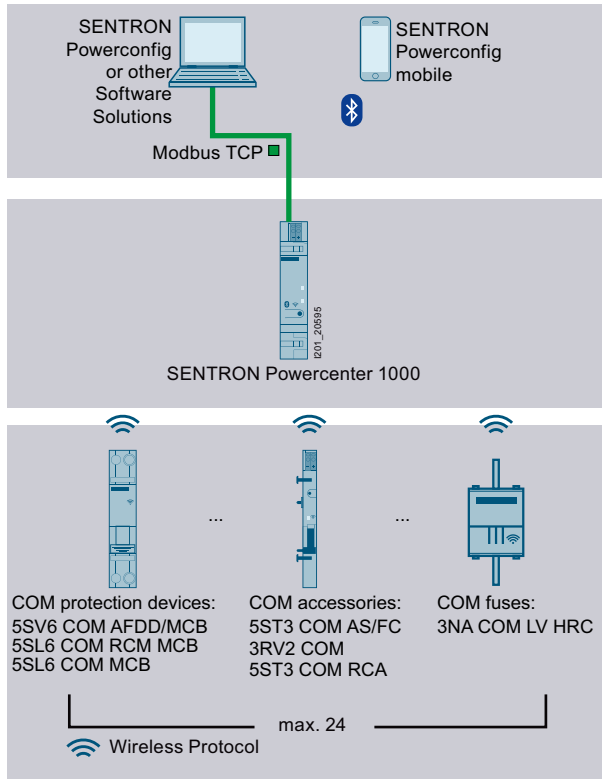 SENTRON
Powerconfig
or other
Software
Solutions
SENTRON
Powerconfig
mobile
Modbus TCP
I201_20595
SENTRON Powercenter 1000
...
...
COM protection devices:
5SV6 COM AFDD/MCB
5SL6 COM RCM MCB
5SL6 COM MCB
COM accessories:
5ST3 COM AS/FC
3RV2 COM
5ST3 COM RCA
COM fuses:
3NA COM LV HRC
max. 24
Wireless Protocol